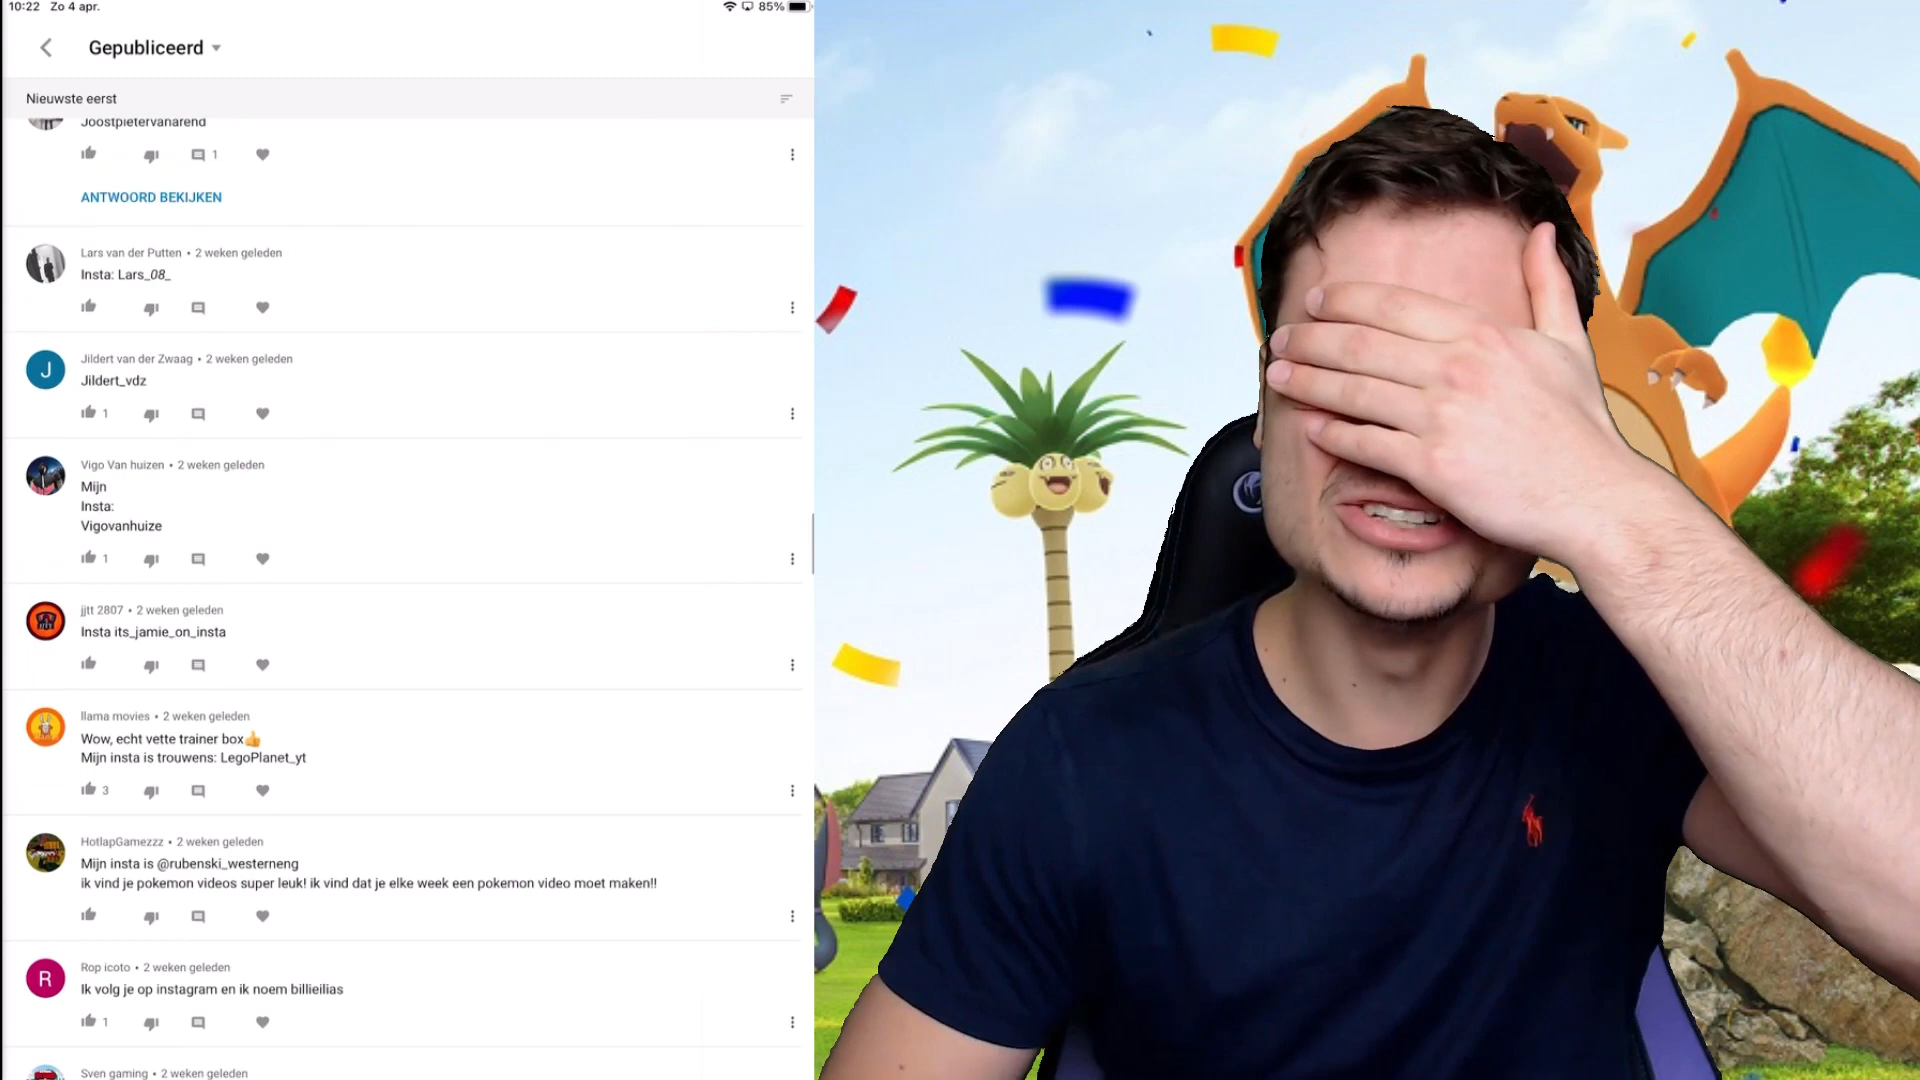 10:22 Zo 4 apr.
85%
Gepubliceerd
Nieuwste eerst
Joostpietervanarend
1
ANTWOORD BEKIJKEN
Lars van der Putten • 2 weken geleden
Insta: Lars_08_
Jildert van der Zwaag • 2 weken geleden
J
Jildert_vdz
1
Vigo Van huizen • 2 weken geleden
Mijn
Insta:
Vigovanhuize
1
jjtt 2807 • 2 weken geleden
Insta its_jamie_on_insta
llama movies • 2 weken geleden
Wow, echt vette trainer box👍
Mijn insta is trouwens: LegoPlanet_yt
3
HotlapGamezzz • 2 weken geleden
Mijn insta is @rubenski_westerneng
ik vind je pokemon videos super leuk! ik vind dat je elke week een pokemon video moet maken!!
Rop icoto • 2 weken geleden
R
Ik volg je op instagram en ik noem billieilias
1
Sven gaming • 2 weken geleden